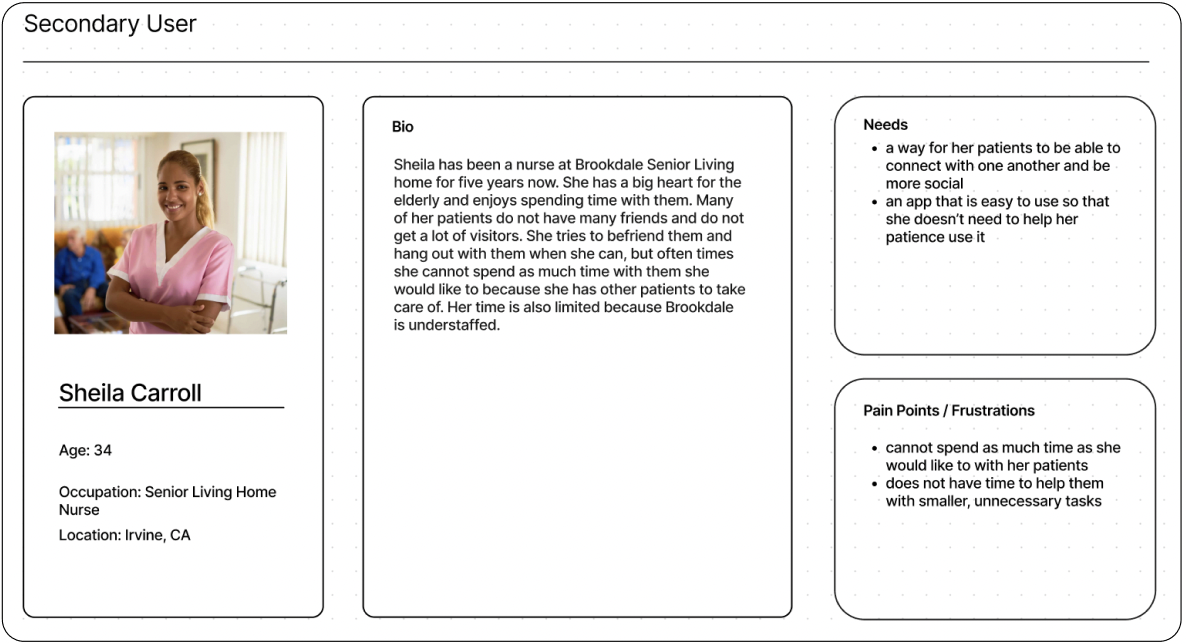 Secondary User
Sheila Carroll
Age: 34
Occupation: Senior Living Home
Nurse
Location: Irvine, CA
Bio
Sheila has been a nurse at Brookdale Senior Living
home for five years now. She has a big heart for the
elderly and enjoys spending time with them. Many
of her patients do not have many friends and do not
get a lot of visitors. She tries to befriend them and
hang out with them when she can, but often times
she cannot spend as much time with them she
would like to because she has other patients to take
care of. Her time is also limited because Brookdale
is understaffed.
Needs
• a way for her patients to be able to
connect with one another and be
more social
• an app that is easy to use so that
she doesn’t need to help her
patience use it
Pain Points / Frustrations
• cannot spend as much time as she
would like to with her patients
• does not have time to help them
with smaller, unnecessary tasks